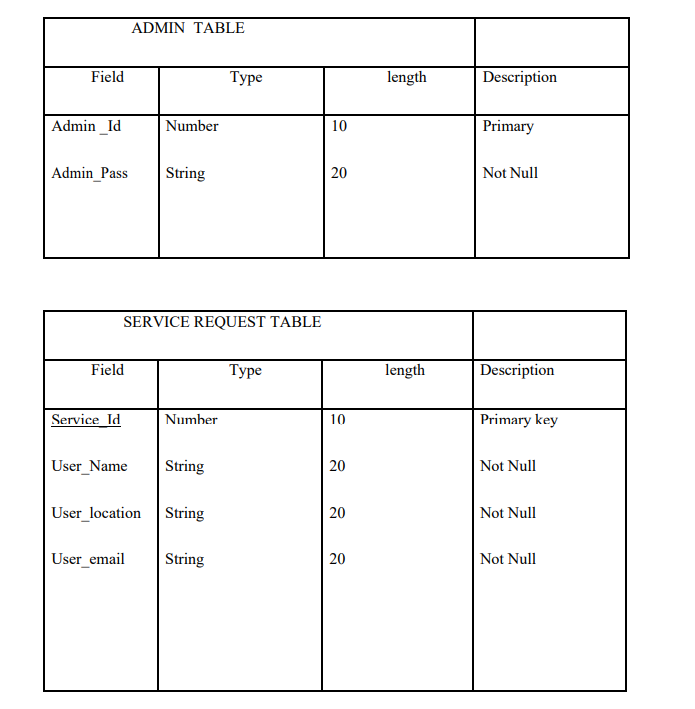 ADMIN TABLE
Field Type length Description
Admin _Id Number 10 Primary
Admin_Pass String 20 Not Null
SERVICE REQUEST TABLE
Field Type length Description
Service_Id Number 10 Primary key
User_Name String 20 Not Null
User_location String 20 Not Null
User_email String 20 Not Null